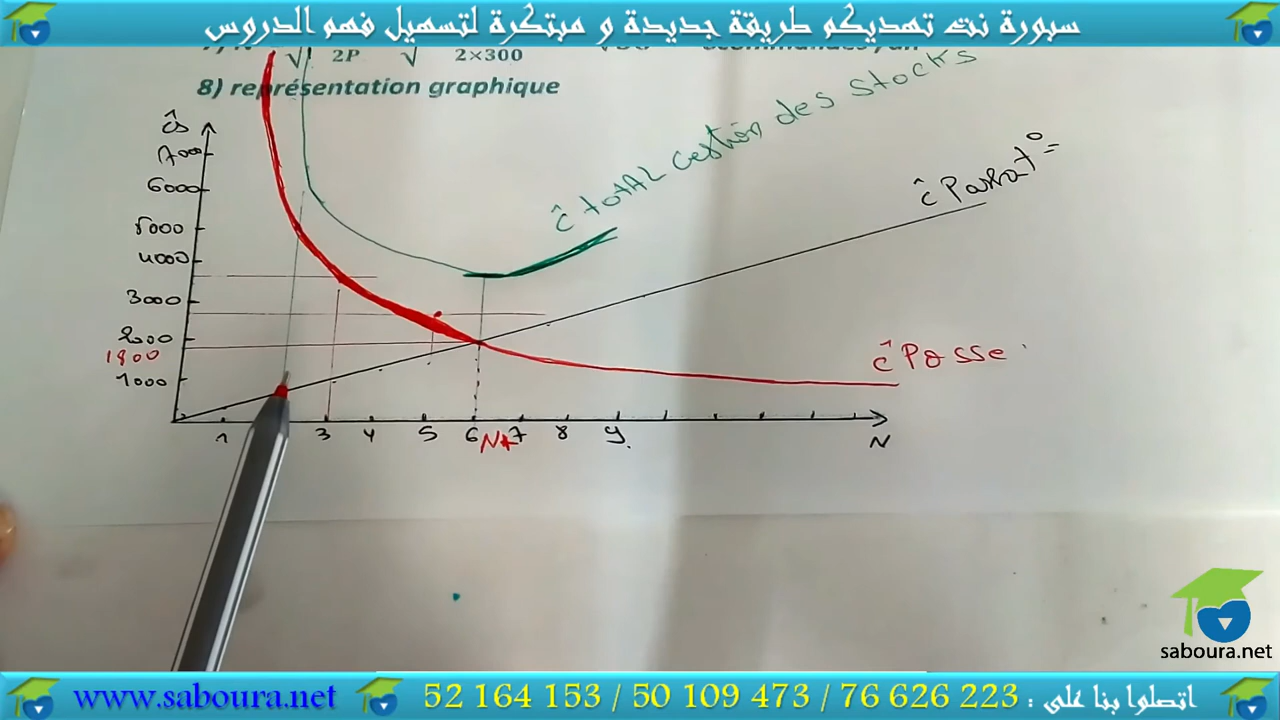 سبورة نت تهديكم طريقة جديدة و مبتكرة لتسهيل فهم الدروس
2P 2×300
8) représentation graphique
ĉ total Gestion des stocks
ĉs
7000
6000
5000
4000
3000
2000
1800
1000
ĉ Passat° =
ĉ Posse
1 3 4 5 6 N* 7 8 9 N
saboura.net
www.saboura.net
اتصلوا بنا على : 52 164 153 / 50 109 473 / 76 626 223